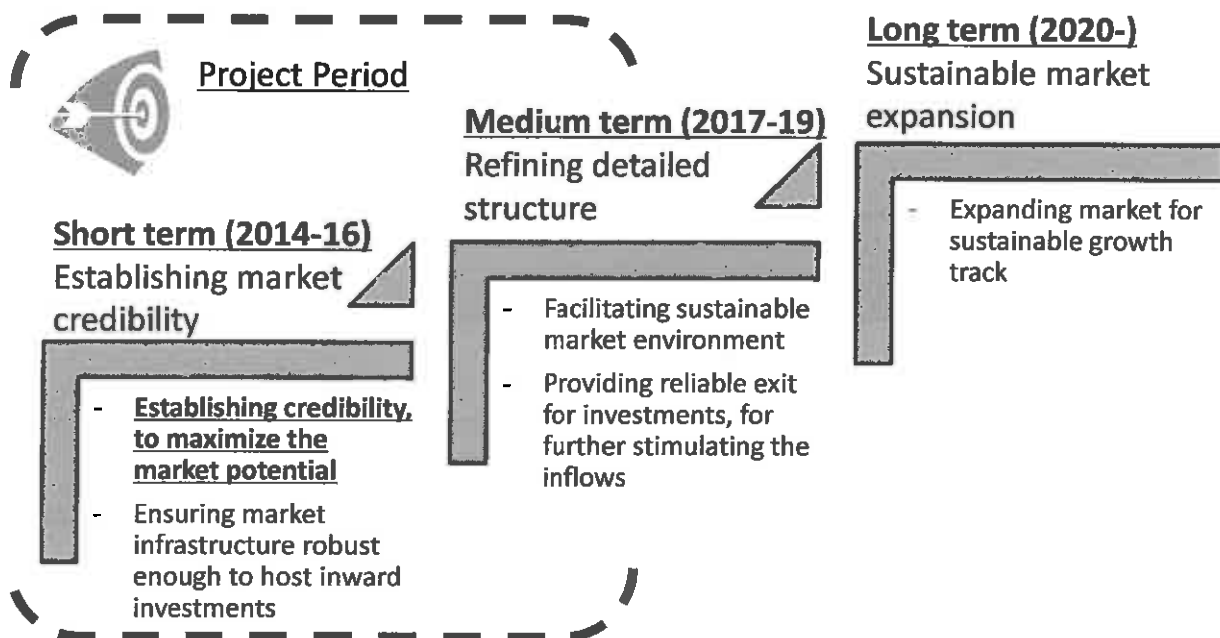 Project Period
Short term (2014-16)
Establishing market
credibility
- Establishing credibility,
to maximize the
market potential
- Ensuring market
infrastructure robust
enough to host inward
investments
Medium term (2017-19)
Refining detailed
structure
- Facilitating sustainable
market environment
- Providing reliable exit
for investments, for
further stimulating the
inflows
Long term (2020-)
Sustainable market
expansion
- Expanding market for
sustainable growth
track